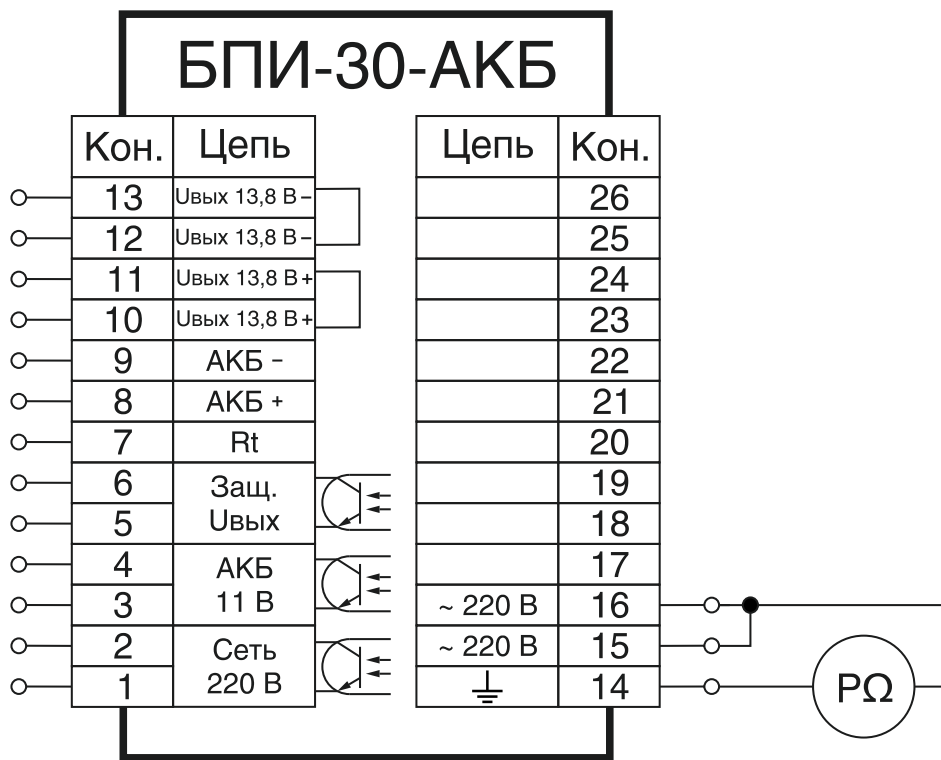 БПИ-30-АКБ
Кон. Цепь Цепь Кон.
13 Uвых 13,8 В – 26
12 Uвых 13,8 В – 25
11 Uвых 13,8 В + 24
10 Uвых 13,8 В + 23
9 АКБ – 22
8 АКБ + 21
7 Rt 20
6 Защ. 19
5 Uвых 18
4 АКБ 17
3 11 В ~ 220 В 16
2 Сеть ~ 220 В 15
1 220 В 14 PΩ